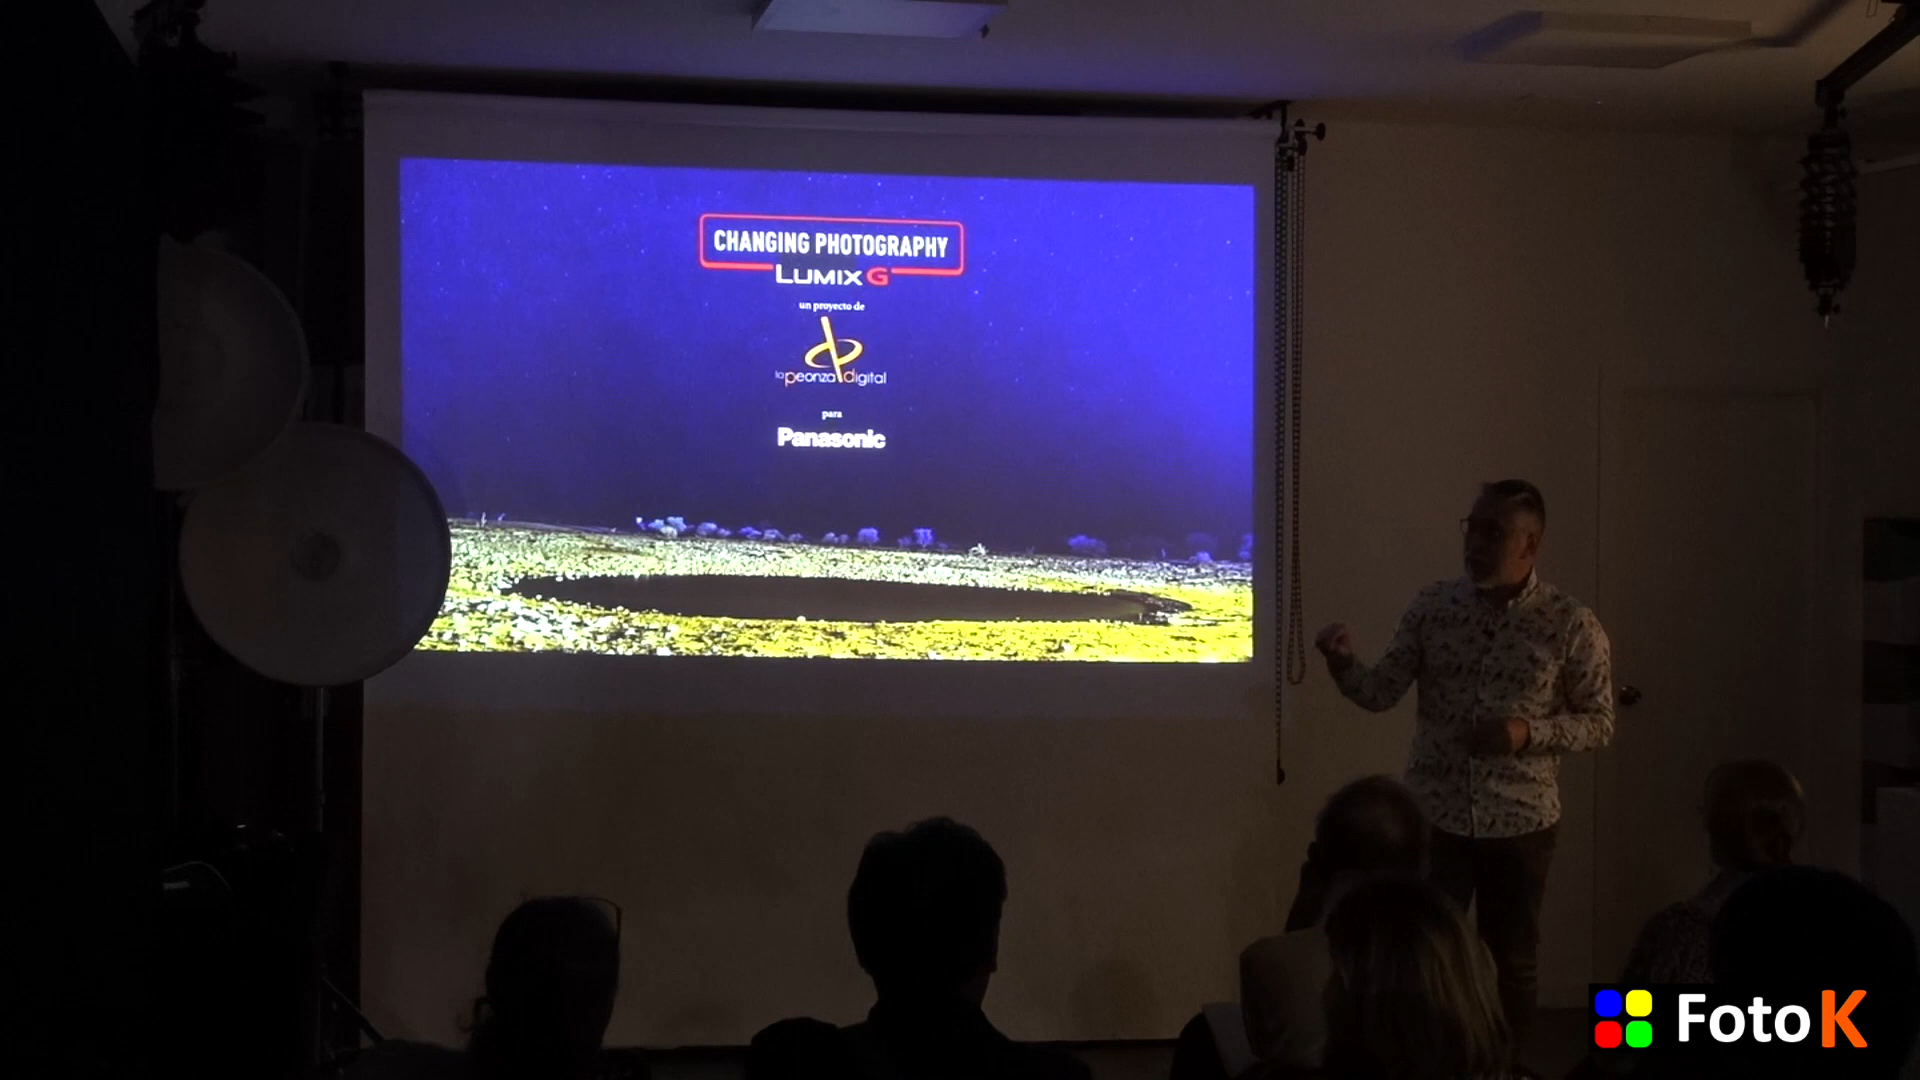 CHANGING PHOTOGRAPHY
LUMIX G
un proyecto de
la peonza digital
para
Panasonic
Foto K